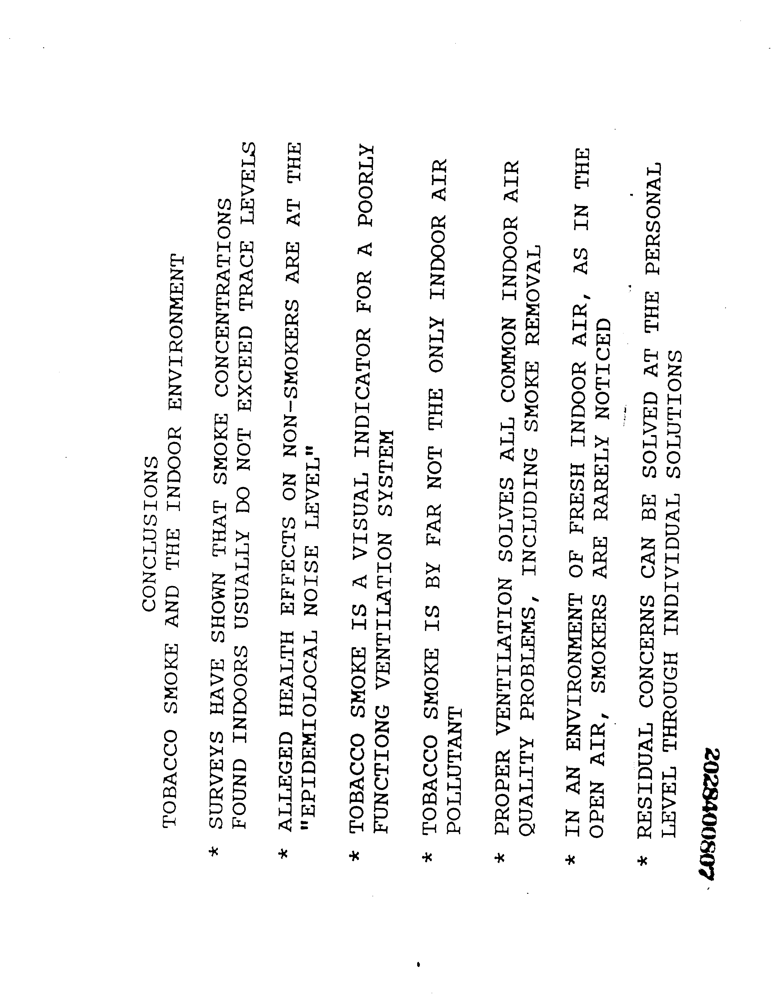 CONCLUSIONS
TOBACCO SMOKE AND THE INDOOR ENVIRONMENT
* SURVEYS HAVE SHOWN THAT SMOKE CONCENTRATIONS
FOUND INDOORS USUALLY DO NOT EXCEED TRACE LEVELS
* ALLEGED HEALTH EFFECTS ON NON-SMOKERS ARE AT THE
"EPIDEMIOLOCAL NOISE LEVEL"
* TOBACCO SMOKE IS A VISUAL INDICATOR FOR A POORLY
FUNCTIONG VENTILATION SYSTEM
* TOBACCO SMOKE IS BY FAR NOT THE ONLY INDOOR AIR
POLLUTANT
* PROPER VENTILATION SOLVES ALL COMMON INDOOR AIR
QUALITY PROBLEMS, INCLUDING SMOKE REMOVAL
* IN AN ENVIRONMENT OF FRESH INDOOR AIR, AS IN THE
OPEN AIR, SMOKERS ARE RARELY NOTICED
* RESIDUAL CONCERNS CAN BE SOLVED AT THE PERSONAL
LEVEL THROUGH INDIVIDUAL SOLUTIONS
2028400807